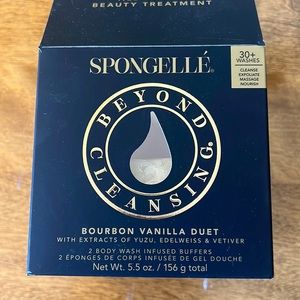 BEAUTY TREATMENT
SPONGELLÉ®
30+
WASHES
CLEANSE
EXFOLIATE
MASSAGE
NOURISH
BEYOND
CLEANSING®
BOURBON VANILLA DUET
WITH EXTRACTS OF YUZU, EDELWEISS & VETIVER
2 BODY WASH INFUSED BUFFERS
2 ÉPONGES DE CORPS INFUSÉE DE GEL DOUCHE
Net Wt. 5.5 oz. / 156 g total